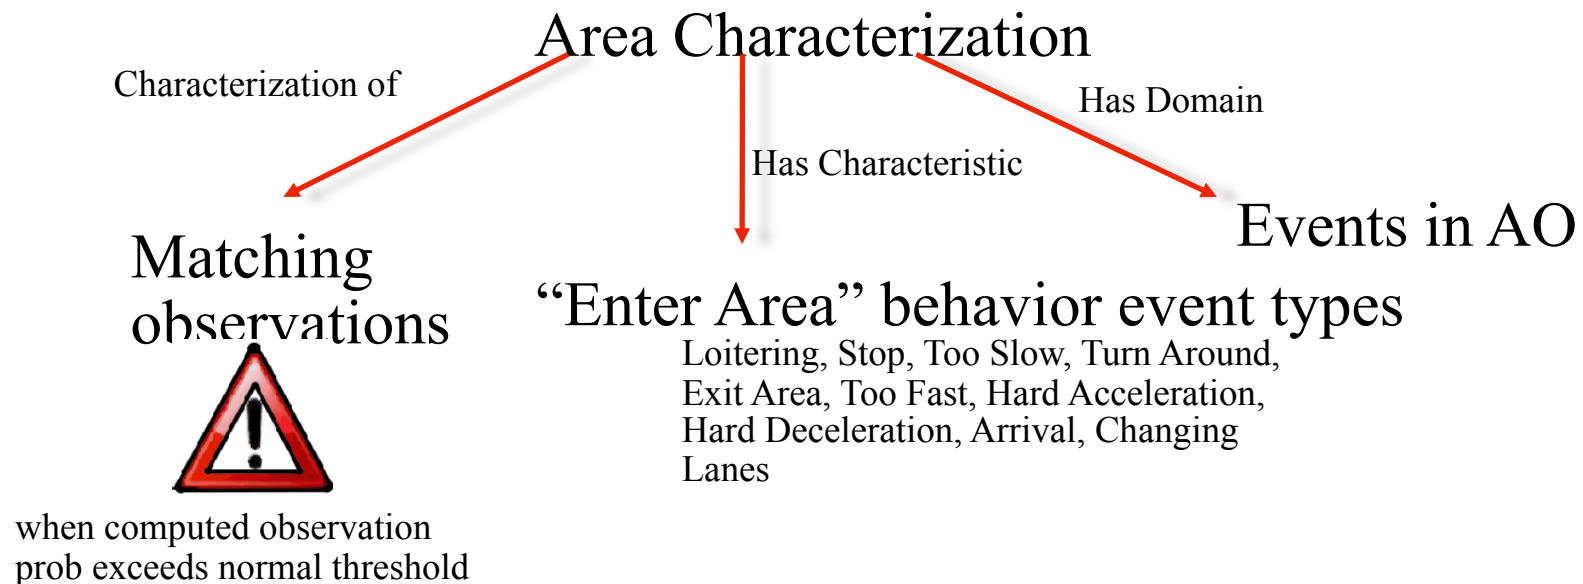 Area Characterization
Characterization of
Has Domain
Has Characteristic
Events in AO
Matching
observations
“Enter Area” behavior event types
Loitering, Stop, Too Slow, Turn Around,
Exit Area, Too Fast, Hard Acceleration,
Hard Deceleration, Arrival, Changing
Lanes
when computed observation
prob exceeds normal threshold